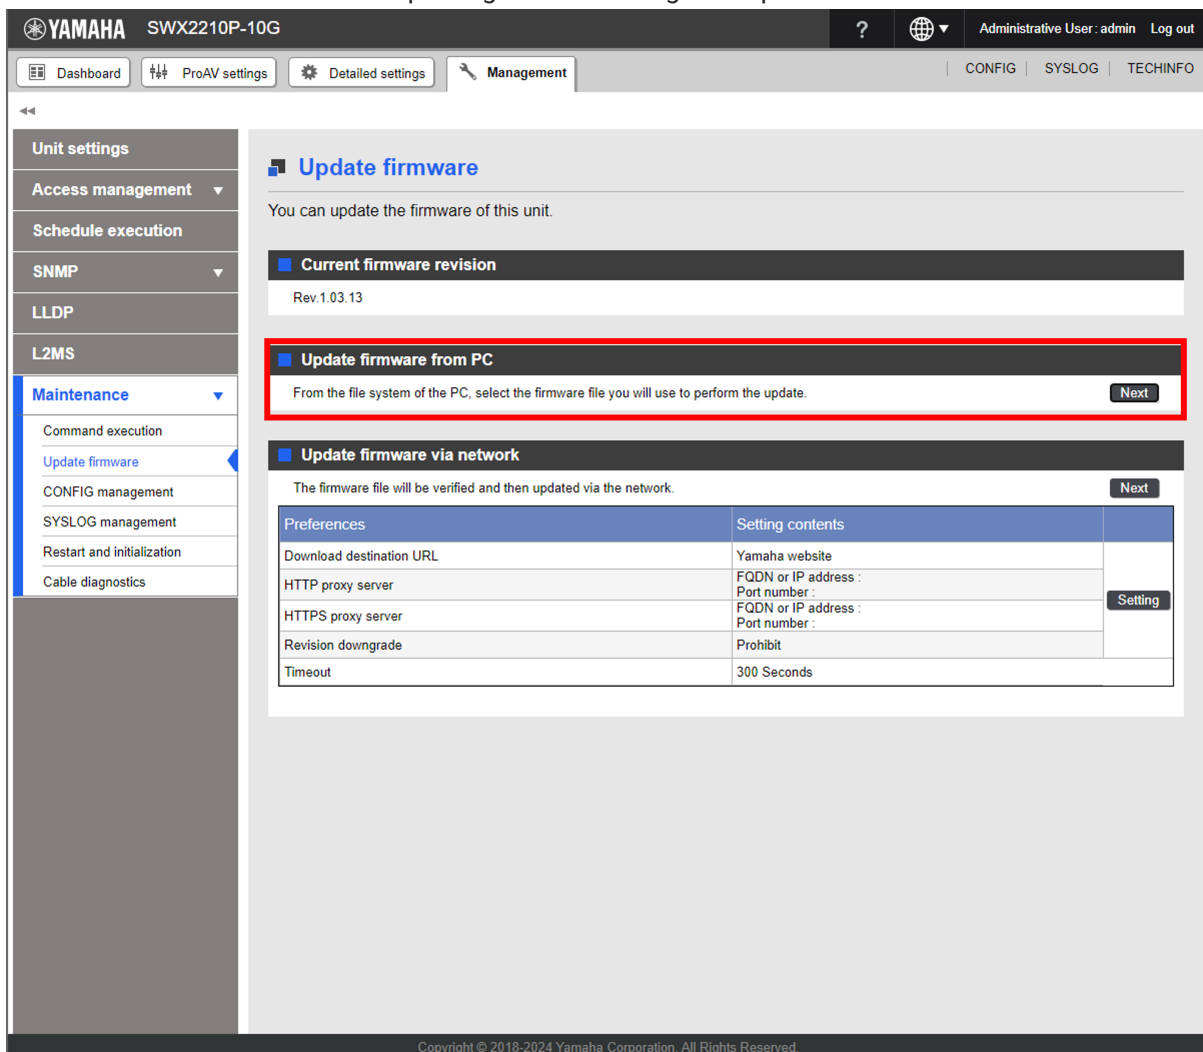 YAMAHA SWX2210P-10G ? Administrative User : admin Log out
Dashboard ProAV settings Detailed settings Management CONFIG SYSLOG TECHINFO
Unit settings
Access management
Schedule execution
SNMP
LLDP
L2MS
Maintenance
Command execution
Update firmware
CONFIG management
SYSLOG management
Restart and initialization
Cable diagnostics
Update firmware
You can update the firmware of this unit.
Current firmware revision
Rev.1.03.13
Update firmware from PC
From the file system of the PC, select the firmware file you will use to perform the update. Next
Update firmware via network
The firmware file will be verified and then updated via the network. Next
Preferences Setting contents
Download destination URL Yamaha website
HTTP proxy server FQDN or IP address :
Port number :
HTTPS proxy server FQDN or IP address :
Port number :
Setting
Revision downgrade Prohibit
Timeout 300 Seconds
Copyright © 2018-2024 Yamaha Corporation. All Rights Reserved.